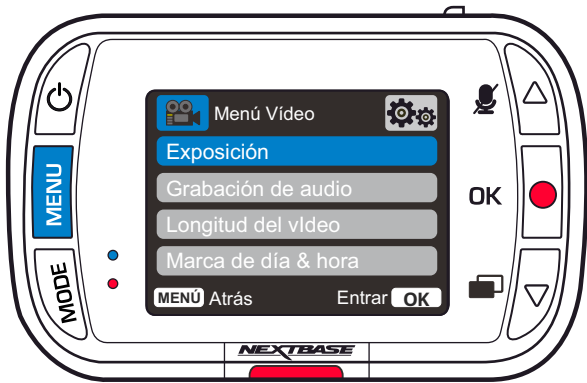 Menú Vídeo
Exposición
Grabación de audio
Longitud del vIdeo
Marca de día & hora
MENÚ Atrás Entrar OK
MENU
MODE
OK
NEXTBASE